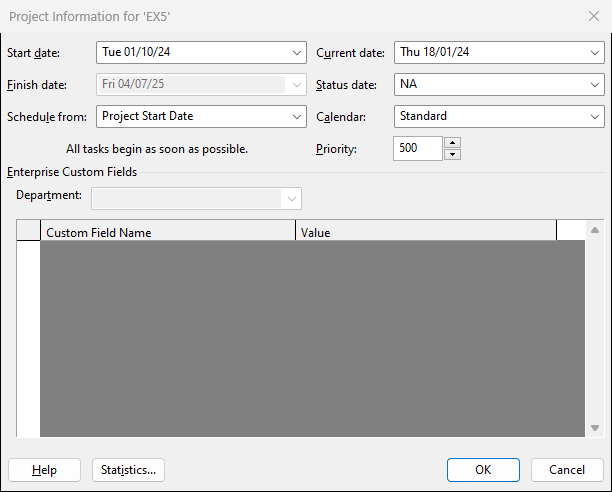 Project Information for 'EX5'
Start date: Tue 01/10/24 Current date: Thu 18/01/24
Finish date: Fri 04/07/25 Status date: NA
Schedule from: Project Start Date Calendar: Standard
All tasks begin as soon as possible. Priority: 500
Enterprise Custom Fields
Department:
Custom Field Name Value
Help Statistics... OK Cancel